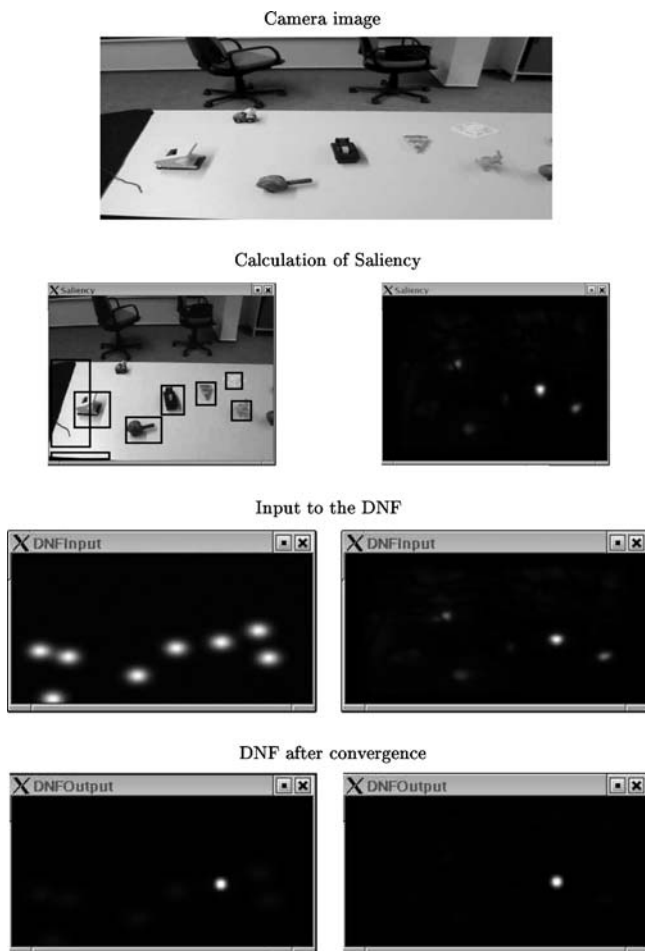 Camera image
Calculation of Saliency
X Saliency
X Saliency
Input to the DNF
X DNFInput
X DNFInput
DNF after convergence
X DNFOutput
X DNFOutput